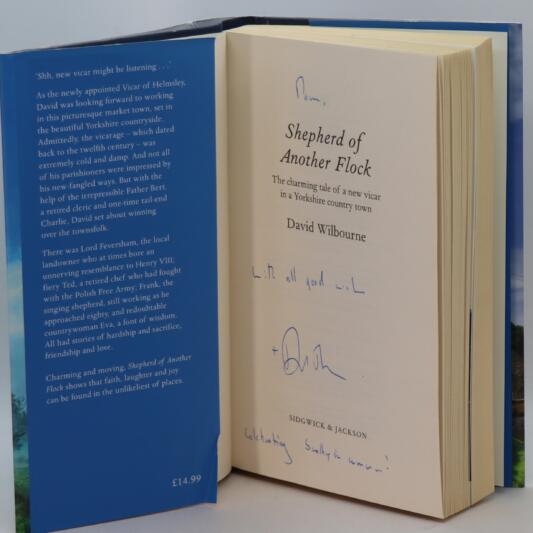 'Shh, new vicar might be listening . . .'
As the newly appointed Vicar of Helmsley,
David was looking forward to working
in this picturesque market town, set in
the beautiful Yorkshire countryside.
Admittedly, the vicarage – which dated
back to the twelfth century – was
extremely cold and damp. And not all
of his parishioners were impressed by
his new-fangled ways. But with the
help of the irrepressible Father Bert,
a retired cleric and one-time rail-end
Charlie, David set about winning
over the townsfolk.
There was Lord Feversham, the local
landowner who at times bore an
unnerving resemblance to Henry VIII;
fiery Ted, a retired chef who had fought
with the Polish Free Army; Frank, the
singing shepherd, still working as he
approached eighty, and redoubtable
countrywoman Eva, a font of wisdom.
All had stories of hardship and sacrifice,
friendship and love.
Charming and moving, Shepherd of Another
Flock shows that faith, laughter and joy
can be found in the unlikeliest of places.
£14.99
Shepherd of
Another Flock
The charming tale of a new vicar
in a Yorkshire country town
David Wilbourne
with all good wish
SIDGWICK & JACKSON
celebrating